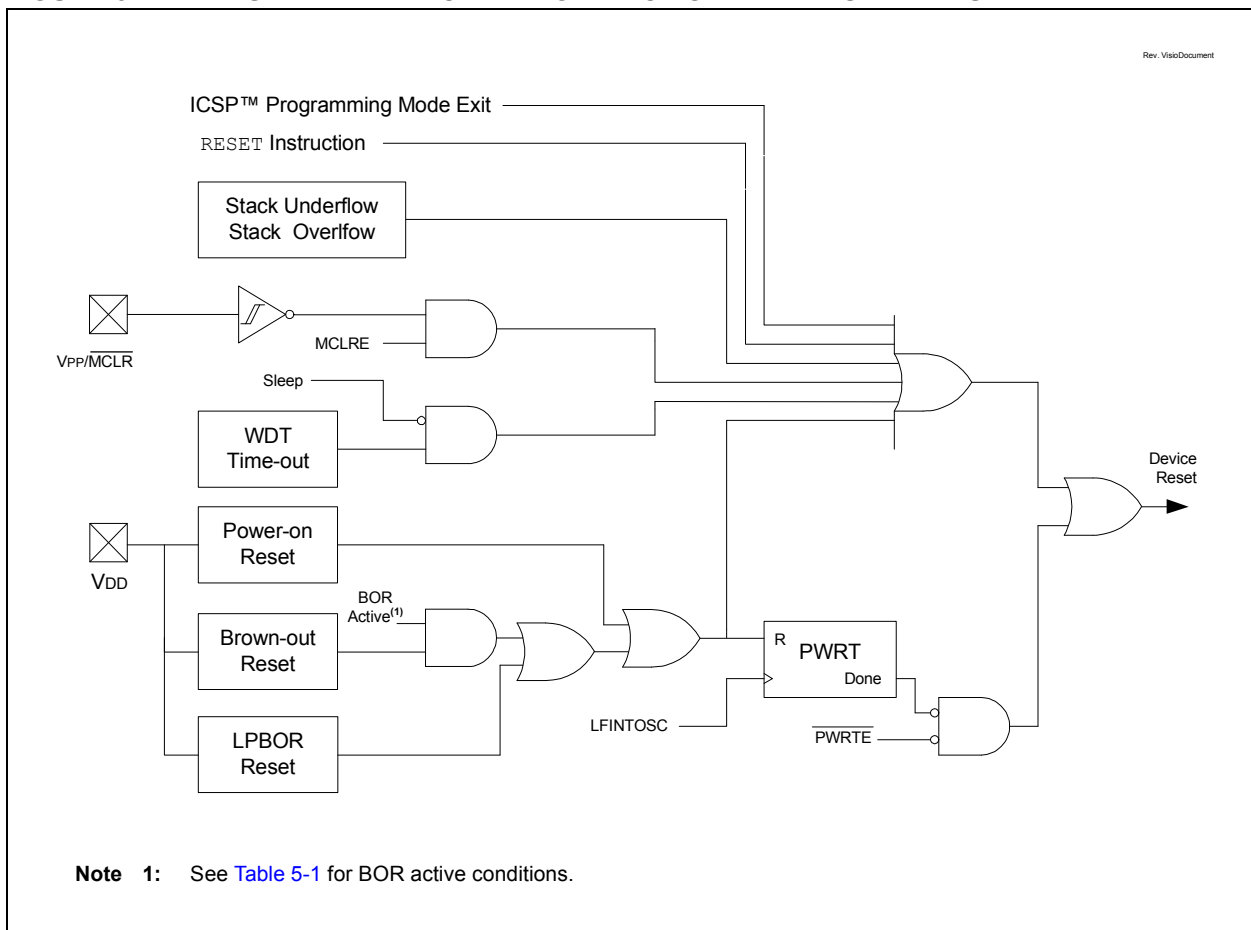 Rev. VisioDocument
ICSP™ Programming Mode Exit
RESET Instruction
Stack Underflow
Stack Overlfow
VPP/MCLR
MCLRE
Sleep
WDT
Time-out
Device
Reset
VDD
Power-on
Reset
BOR
Active(1)
Brown-out
Reset
R
PWRT
Done
LFINTOSC
PWRTE
LPBOR
Reset
Note 1: See Table 5-1 for BOR active conditions.